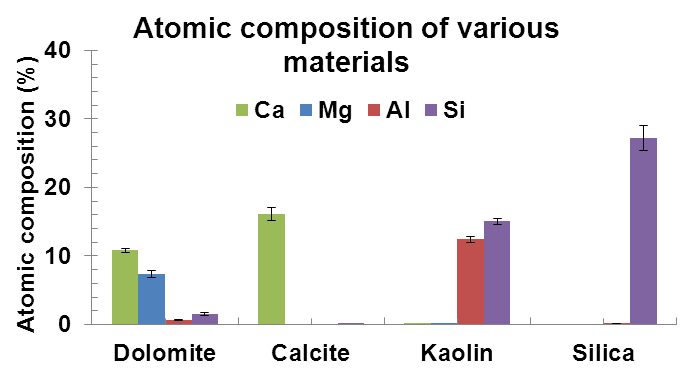 Atomic composition of various
materials
Atomic composition (%)
40
30
20
10
0
Ca Mg Al Si
Dolomite Calcite Kaolin Silica